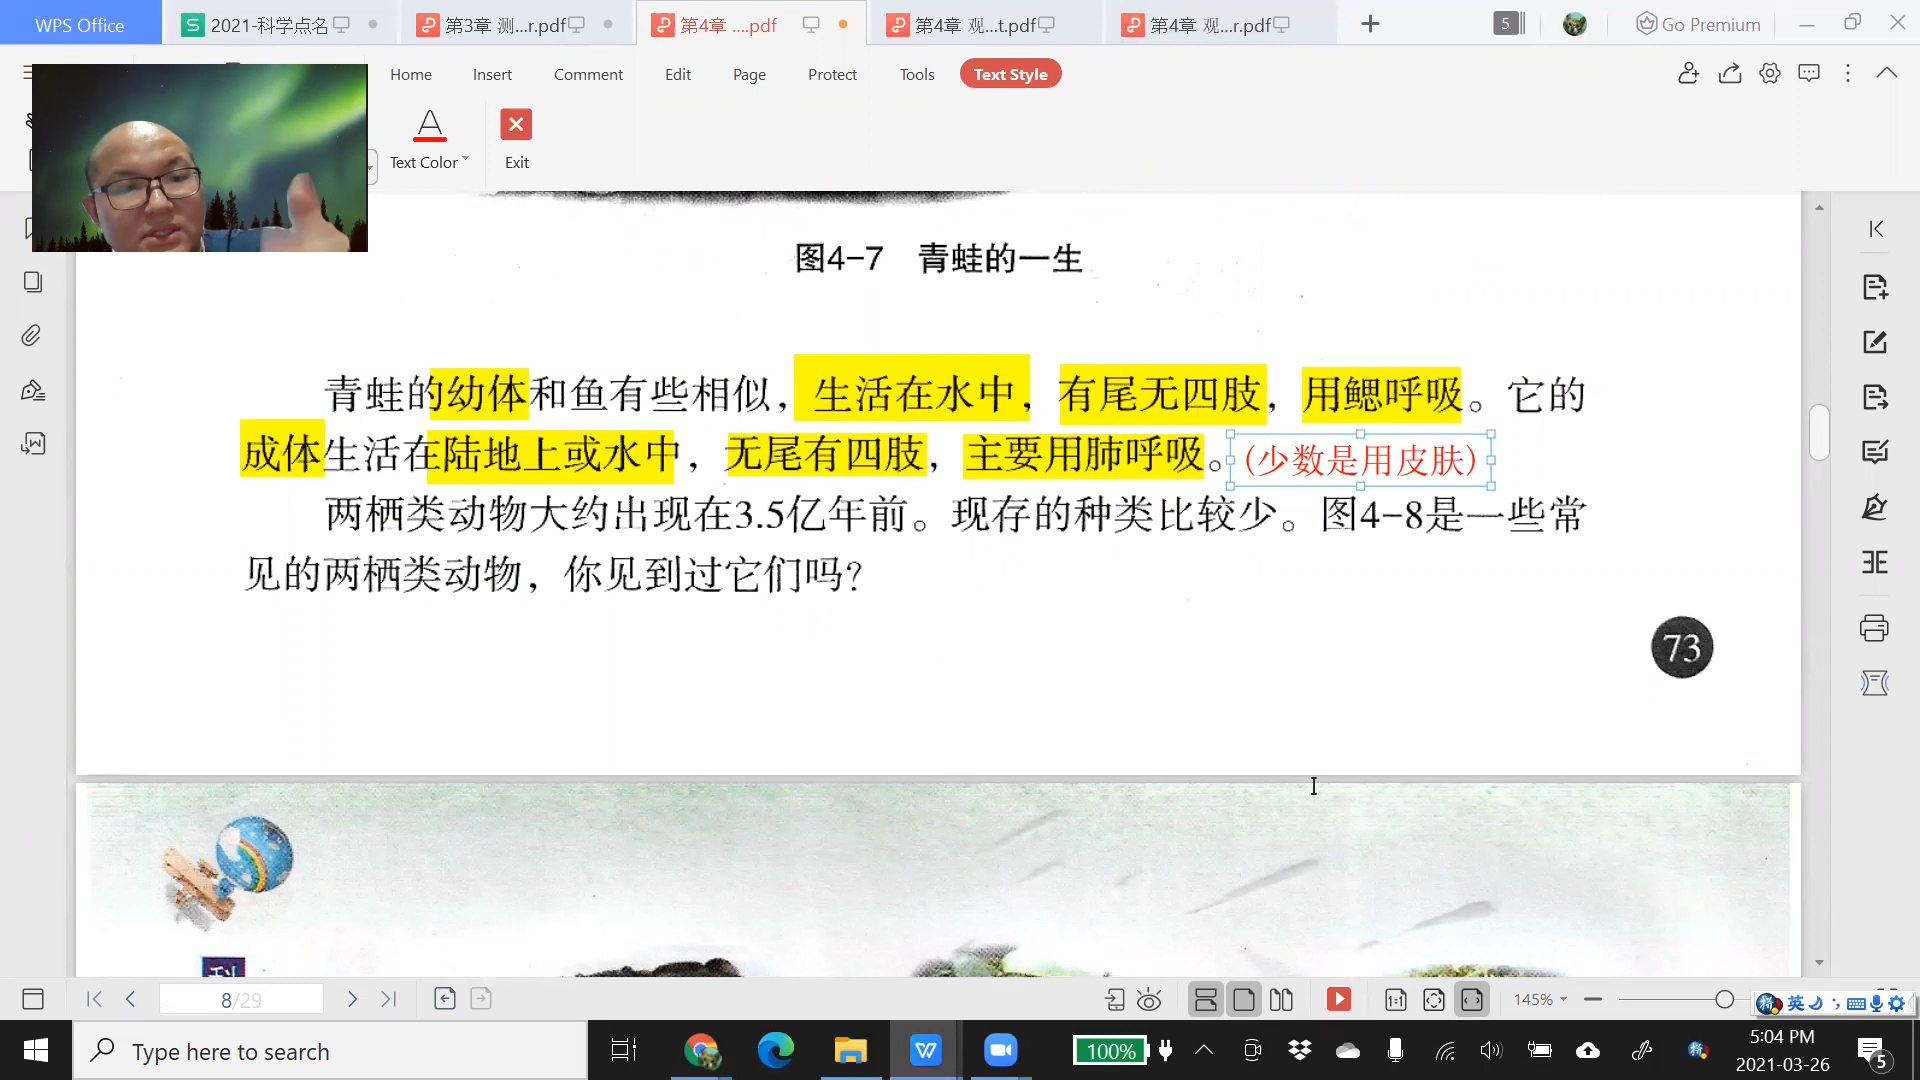 WPS Office
2021-科学点名
第3章 测...r.pdf
第4章 ....pdf
第4章 观...t.pdf
第4章 观...r.pdf
5
Go Premium
Home Insert Comment Edit Page Protect Tools Text Style
Text Color
Exit
图4-7 青蛙的一生
青蛙的幼体和鱼有些相似，生活在水中，有尾无四肢，用鳃呼吸。它的
成体生活在陆地上或水中，无尾有四肢，主要用肺呼吸。(少数是用皮肤)
两栖类动物大约出现在3.5亿年前。现存的种类比较少。图4-8是一些常
见的两栖类动物，你见到过它们吗?
73
8/29
1:1
145%
英
Type here to search
100%
5:04 PM
2021-03-26
5